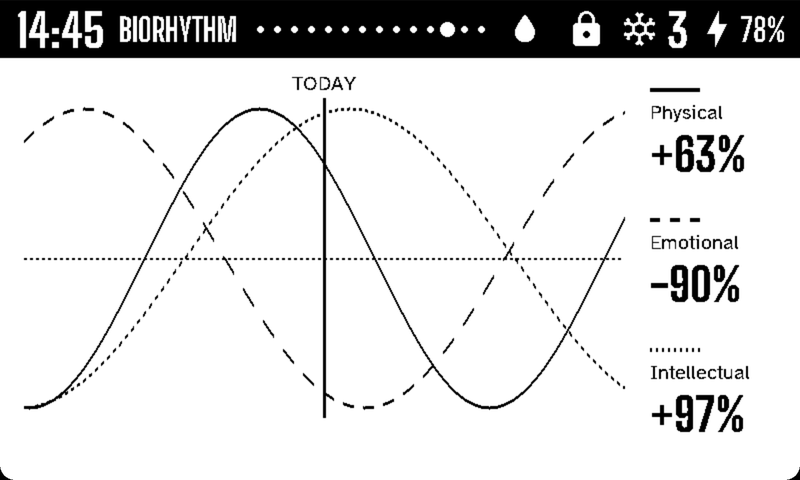 14:45 BIORHYTHM 3 78%
TODAY
Physical
+63%
Emotional
-90%
Intellectual
+97%